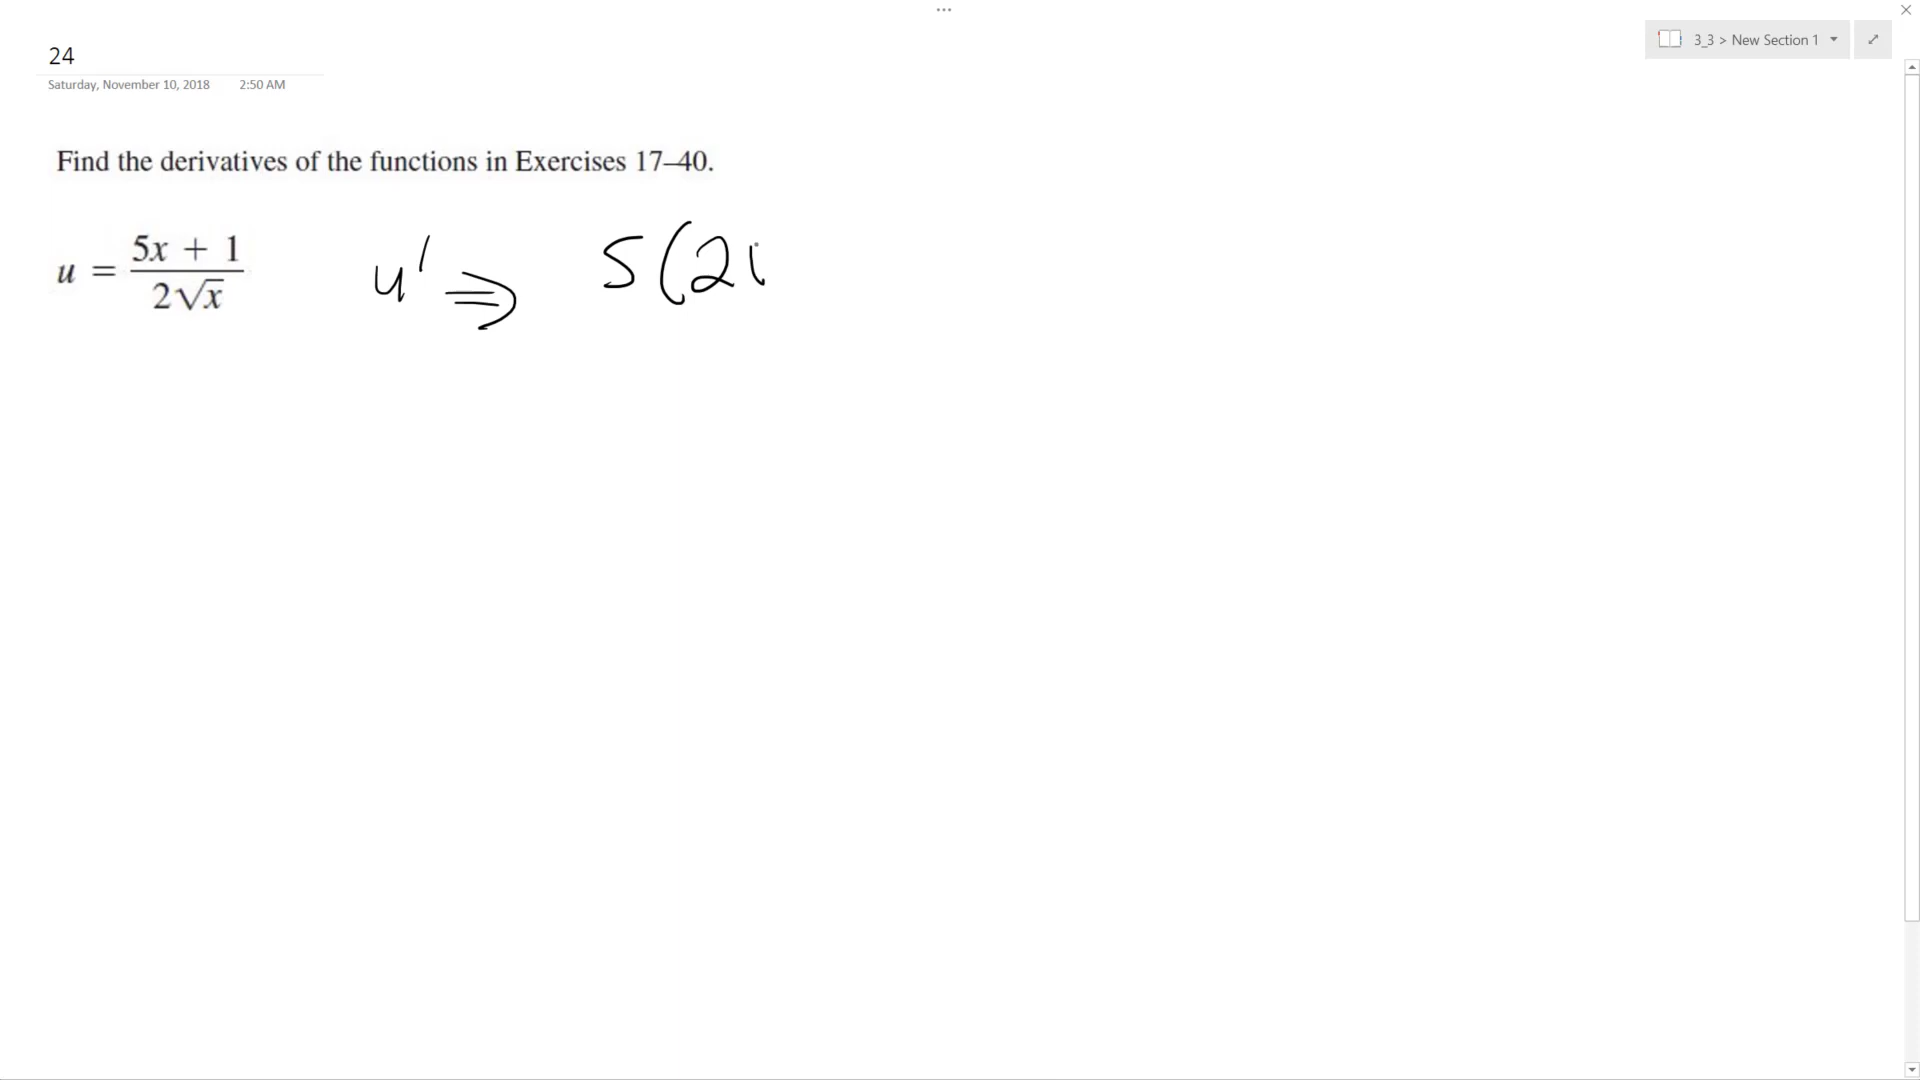 24
Saturday, November 10, 2018 2:50 AM
3_3 > New Section 1
Find the derivatives of the functions in Exercises 17–40.
u = (5x + 1) / (2√x)
u' ⇒ 5(2